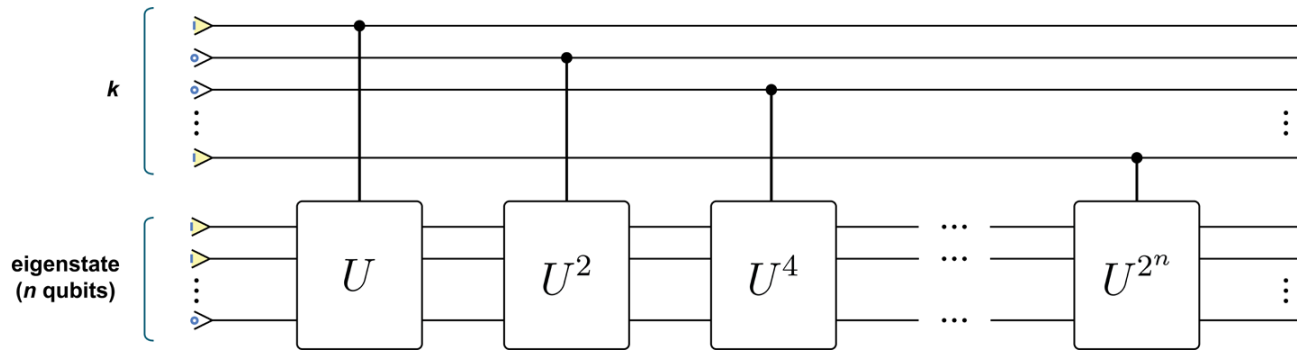 k
eigenstate
(n qubits)
U
U^2
U^4
U^{2^n}